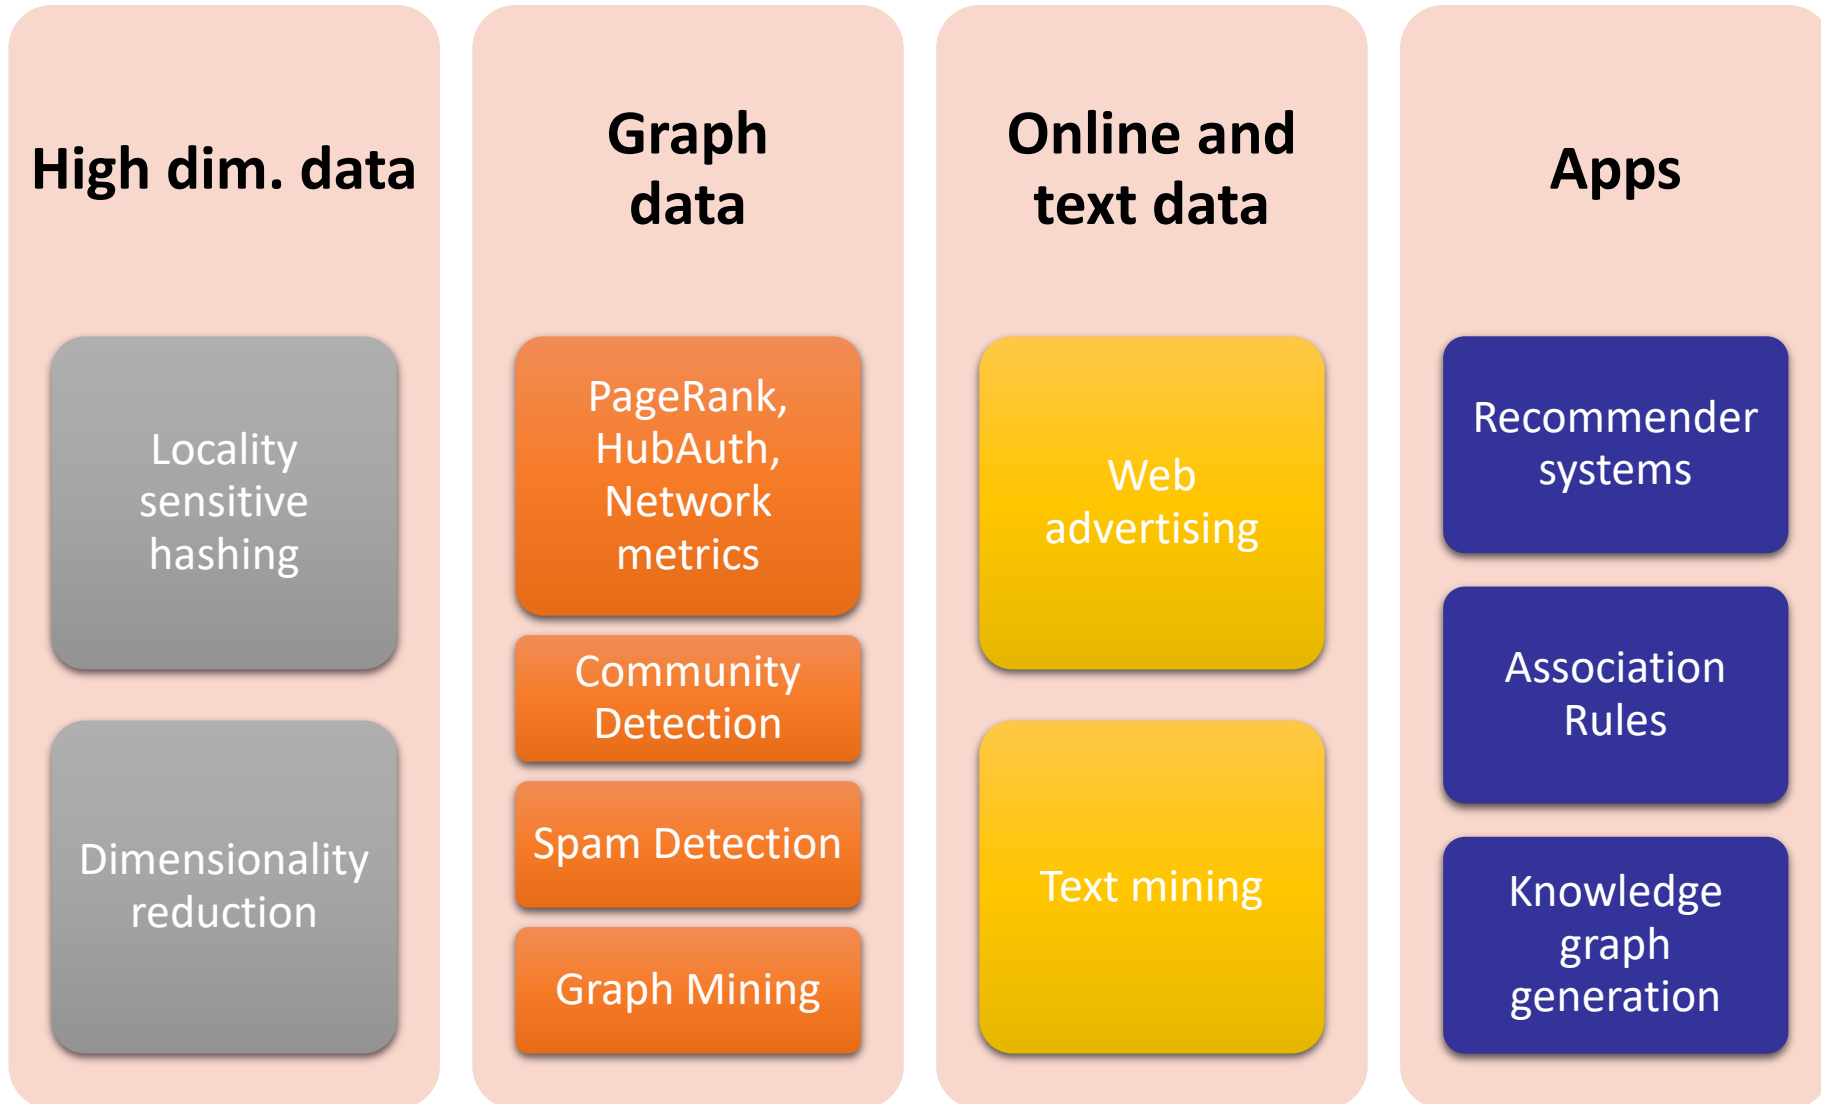 High dim. data
Locality
sensitive
hashing
Dimensionality
reduction
Graph
data
PageRank,
HubAuth,
Network
metrics
Community
Detection
Spam Detection
Graph Mining
Online and
text data
Web
advertising
Text mining
Apps
Recommender
systems
Association
Rules
Knowledge
graph
generation